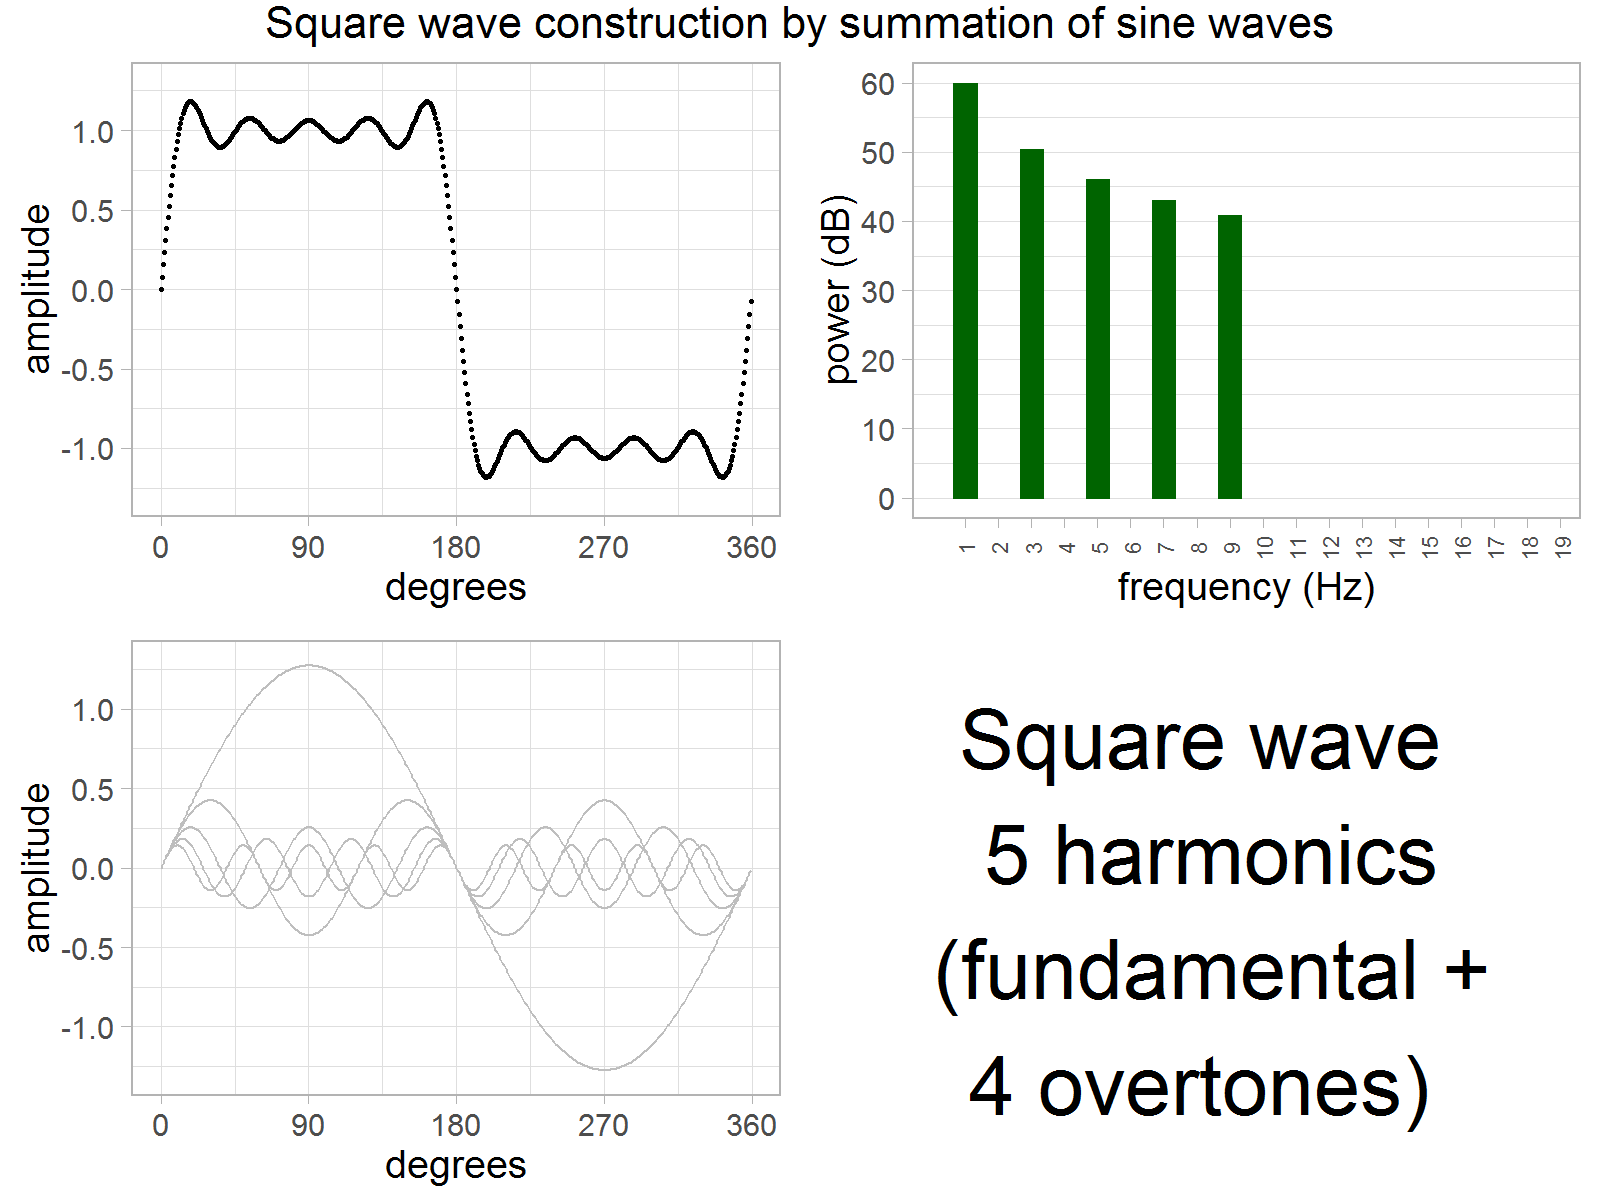 Square wave construction by summation of sine waves
1.0
0.5
0.0
-0.5
-1.0
amplitude
0 90 180 270 360
degrees
60
50
40
30
20
10
0
power (dB)
1 2 3 4 5 6 7 8 9 10 11 12 13 14 15 16 17 18 19
frequency (Hz)
1.0
0.5
0.0
-0.5
-1.0
amplitude
0 90 180 270 360
degrees
Square wave
5 harmonics
(fundamental +
4 overtones)